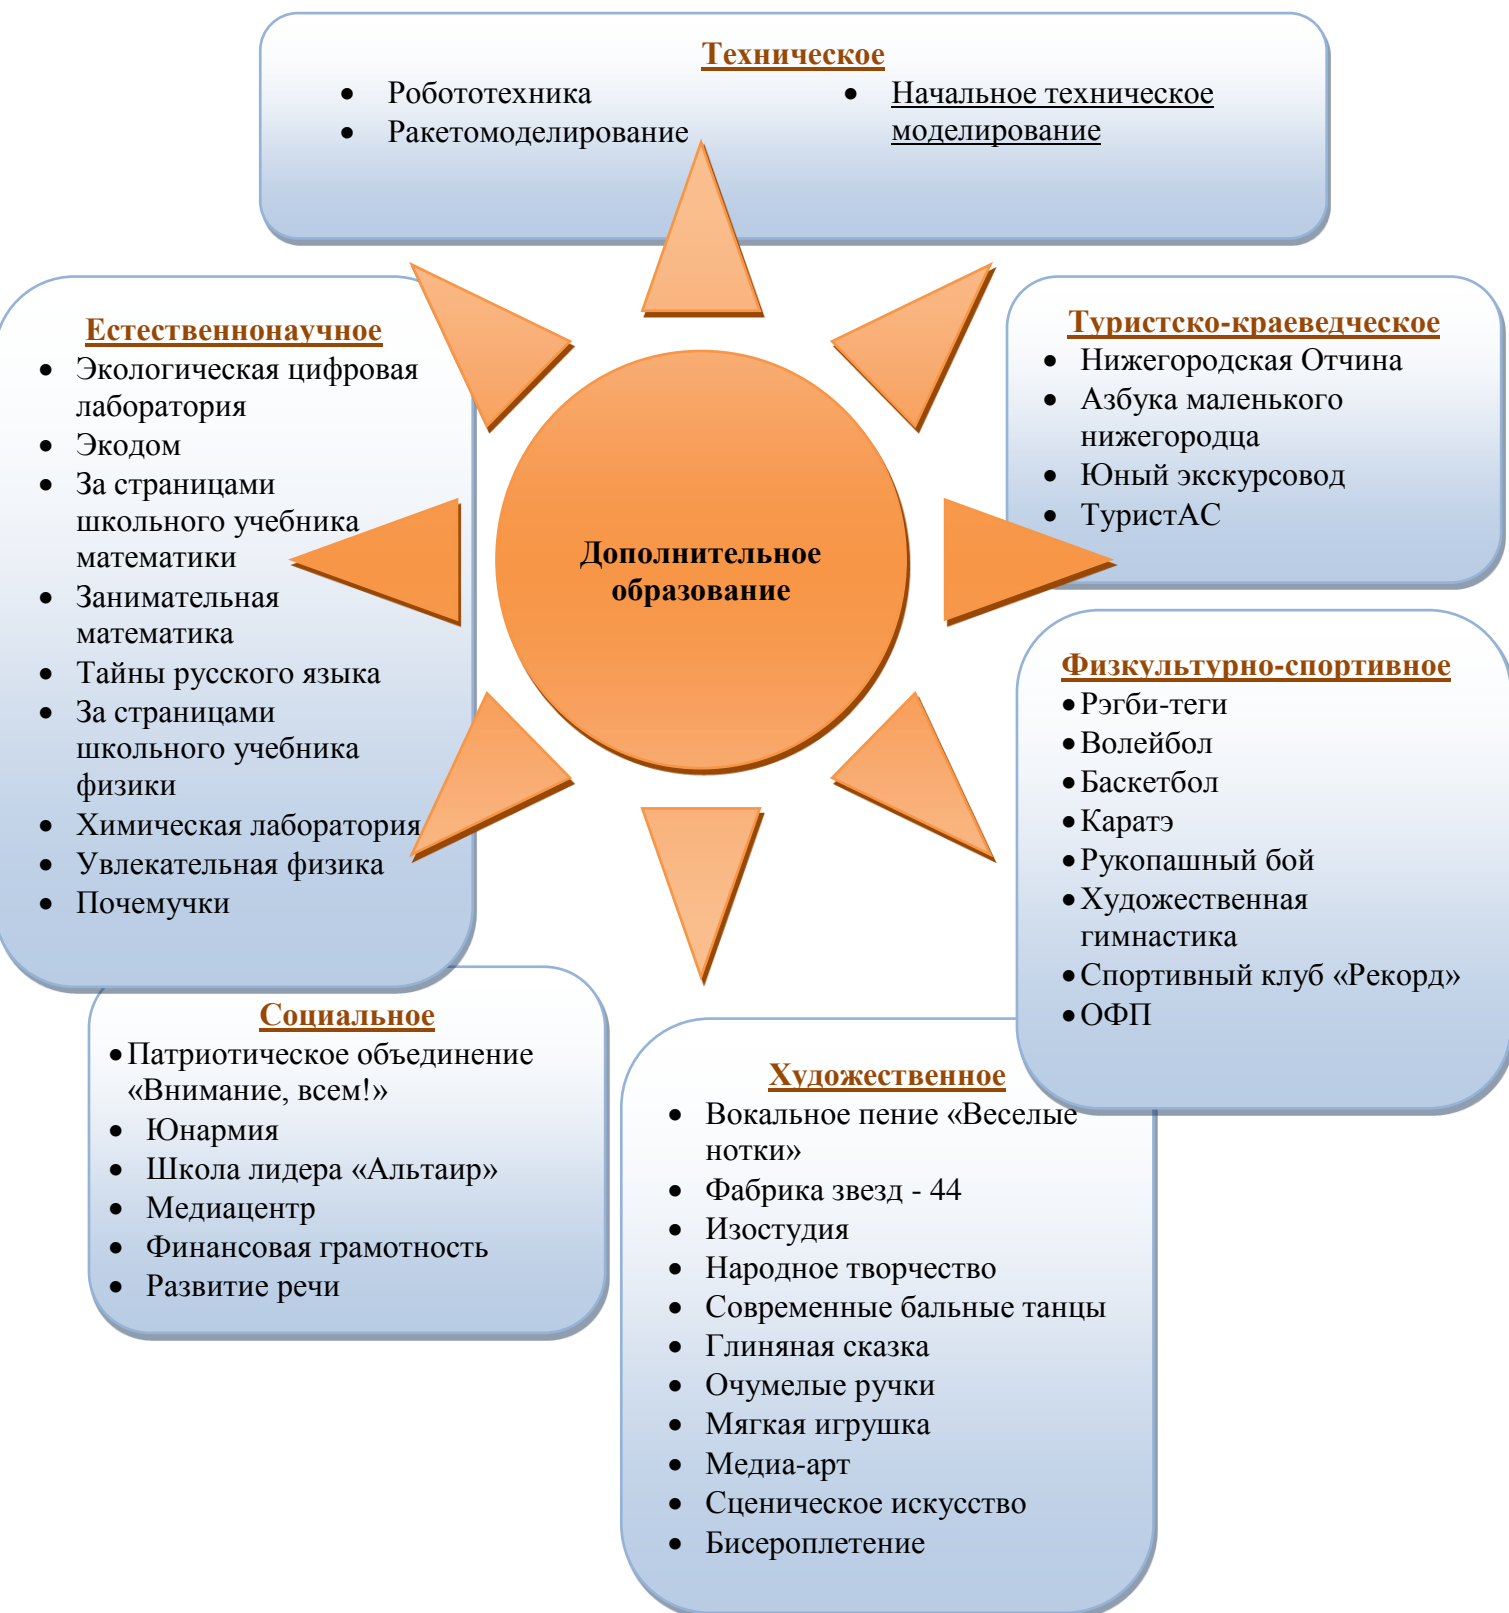 Техническое
• Робототехника
• Ракетомоделирование
• Начальное техническое
моделирование
Естественнонаучное
• Экологическая цифровая
лаборатория
• Экодом
• За страницами
школьного учебника
математики
• Занимательная
математика
• Тайны русского языка
• За страницами
школьного учебника
физики
• Химическая лаборатория
• Увлекательная физика
• Почемучки
Дополнительное
образование
Туристско-краеведческое
• Нижегородская Отчина
• Азбука маленького
нижегородца
• Юный экскурсовод
• ТуристАС
Физкультурно-спортивное
• Рэгби-теги
• Волейбол
• Баскетбол
• Каратэ
• Рукопашный бой
• Художественная
гимнастика
• Спортивный клуб «Рекорд»
• ОФП
Социальное
• Патриотическое объединение
«Внимание, всем!»
• Юнармия
• Школа лидера «Альтаир»
• Медиацентр
• Финансовая грамотность
• Развитие речи
Художественное
• Вокальное пение «Веселые
нотки»
• Фабрика звезд - 44
• Изостудия
• Народное творчество
• Современные бальные танцы
• Глиняная сказка
• Очумелые ручки
• Мягкая игрушка
• Медиа-арт
• Сценическое искусство
• Бисероплетение